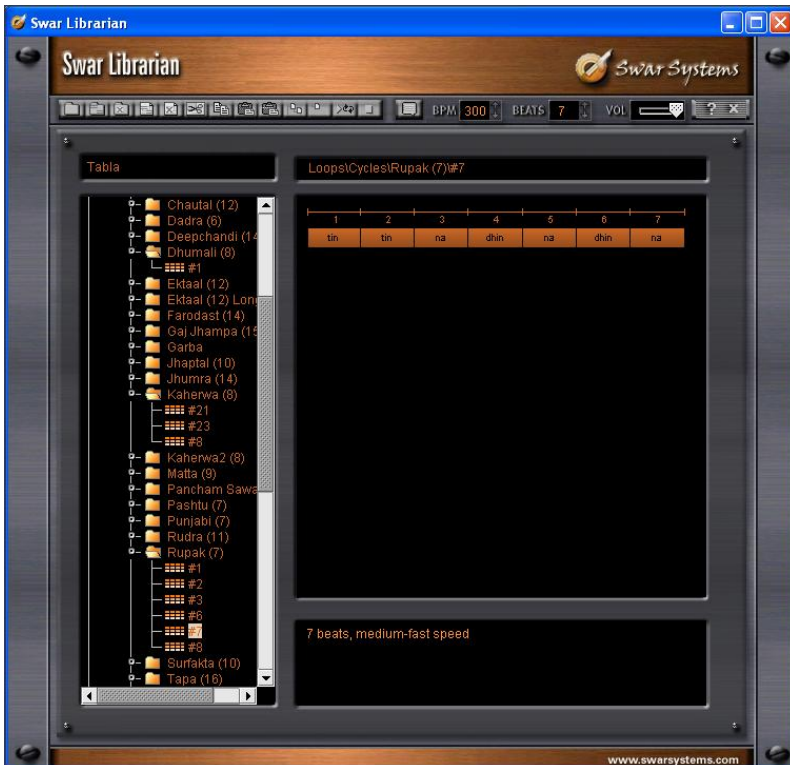 Swar Librarian
Swar Librarian
Swar Systems
BPM 300 BEATS 7 VOL ? ×
Tabla
Loops\Cycles\Rupak (7)\#7
Chautal (12)
Dadra (6)
Deepchandi (14
Dhumali (8)
#1
Ektaal (12)
Ektaal (12) Long
Farodast (14)
Gaj Jhampa (15
Garba
Jhaptal (10)
Jhumra (14)
Kaherwa (8)
#21
#23
#8
Kaherwa2 (8)
Matta (9)
Pancham Sawa
Pashtu (7)
Punjabi (7)
Rudra (11)
Rupak (7)
#1
#2
#3
#6
#7
#8
Surfakta (10)
Tapa (16)
1 2 3 4 5 6 7
tin tin na dhin na dhin na
7 beats, medium-fast speed
www.swarsystems.com